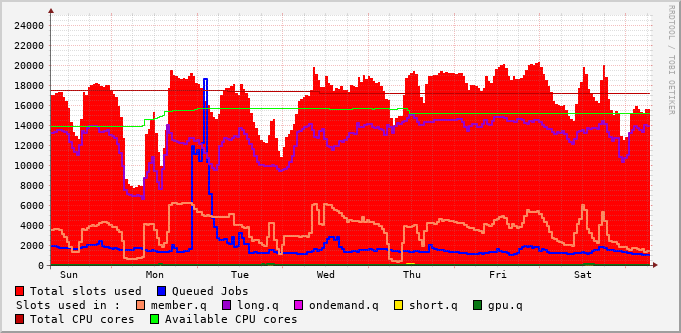 RRDTOOL / TOBI OETIKER
24000
22000
20000
18000
16000
14000
12000
10000
8000
6000
4000
2000
0
Sun Mon Tue Wed Thu Fri Sat
Total slots used Queued Jobs
Slots used in : member.q long.q ondemand.q short.q gpu.q
Total CPU cores Available CPU cores